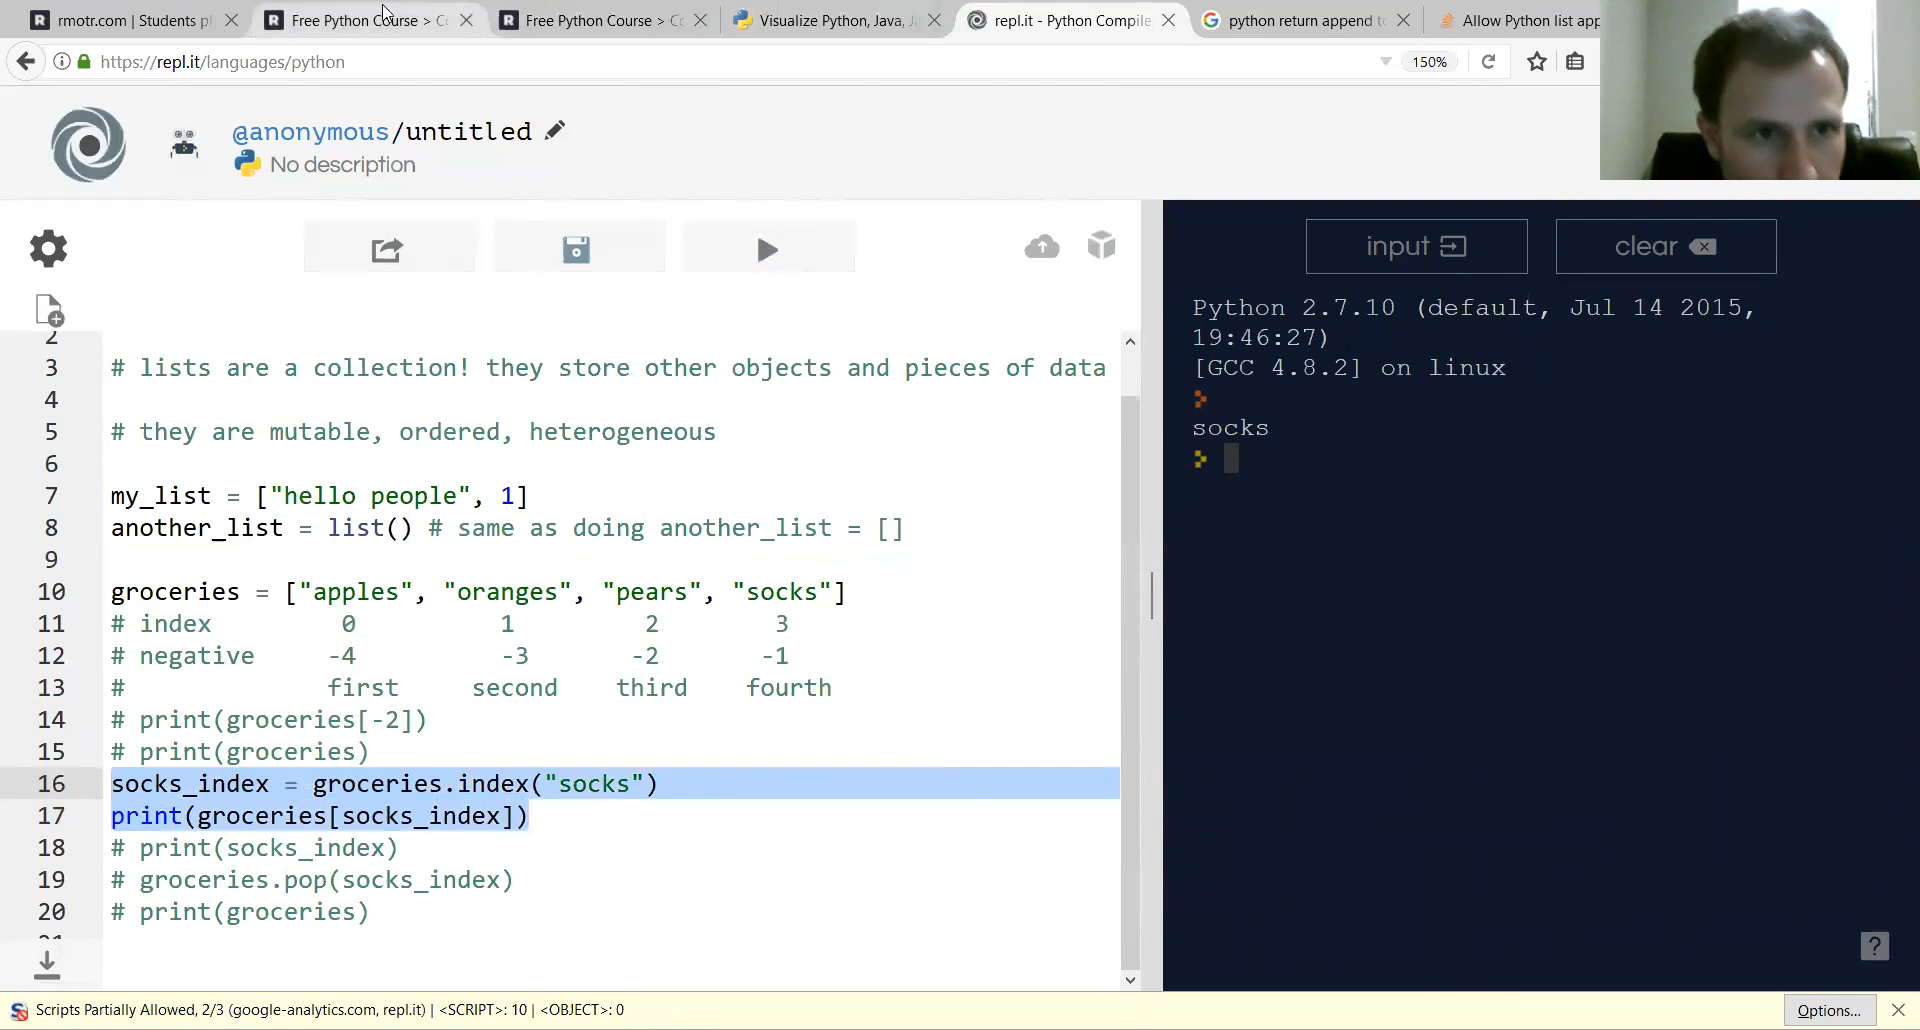 rmotr.com | Students pl
Free Python Course > Co
Free Python Course > Co
Visualize Python, Java, J
repl.it - Python Compile
python return append to
Allow Python list app
https://repl.it/languages/python
150%
@anonymous/untitled
No description
input
clear
2
3 # lists are a collection! they store other objects and pieces of data
4
5 # they are mutable, ordered, heterogeneous
6
7 my_list = ["hello people", 1]
8 another_list = list() # same as doing another_list = []
9
10 groceries = ["apples", "oranges", "pears", "socks"]
11 # index 0 1 2 3
12 # negative -4 -3 -2 -1
13 # first second third fourth
14 # print(groceries[-2])
15 # print(groceries)
16 socks_index = groceries.index("socks")
17 print(groceries[socks_index])
18 # print(socks_index)
19 # groceries.pop(socks_index)
20 # print(groceries)
21
Python 2.7.10 (default, Jul 14 2015,
19:46:27)
[GCC 4.8.2] on linux
socks
?
Scripts Partially Allowed, 2/3 (google-analytics.com, repl.it) | <SCRIPT>: 10 | <OBJECT>: 0
Options...